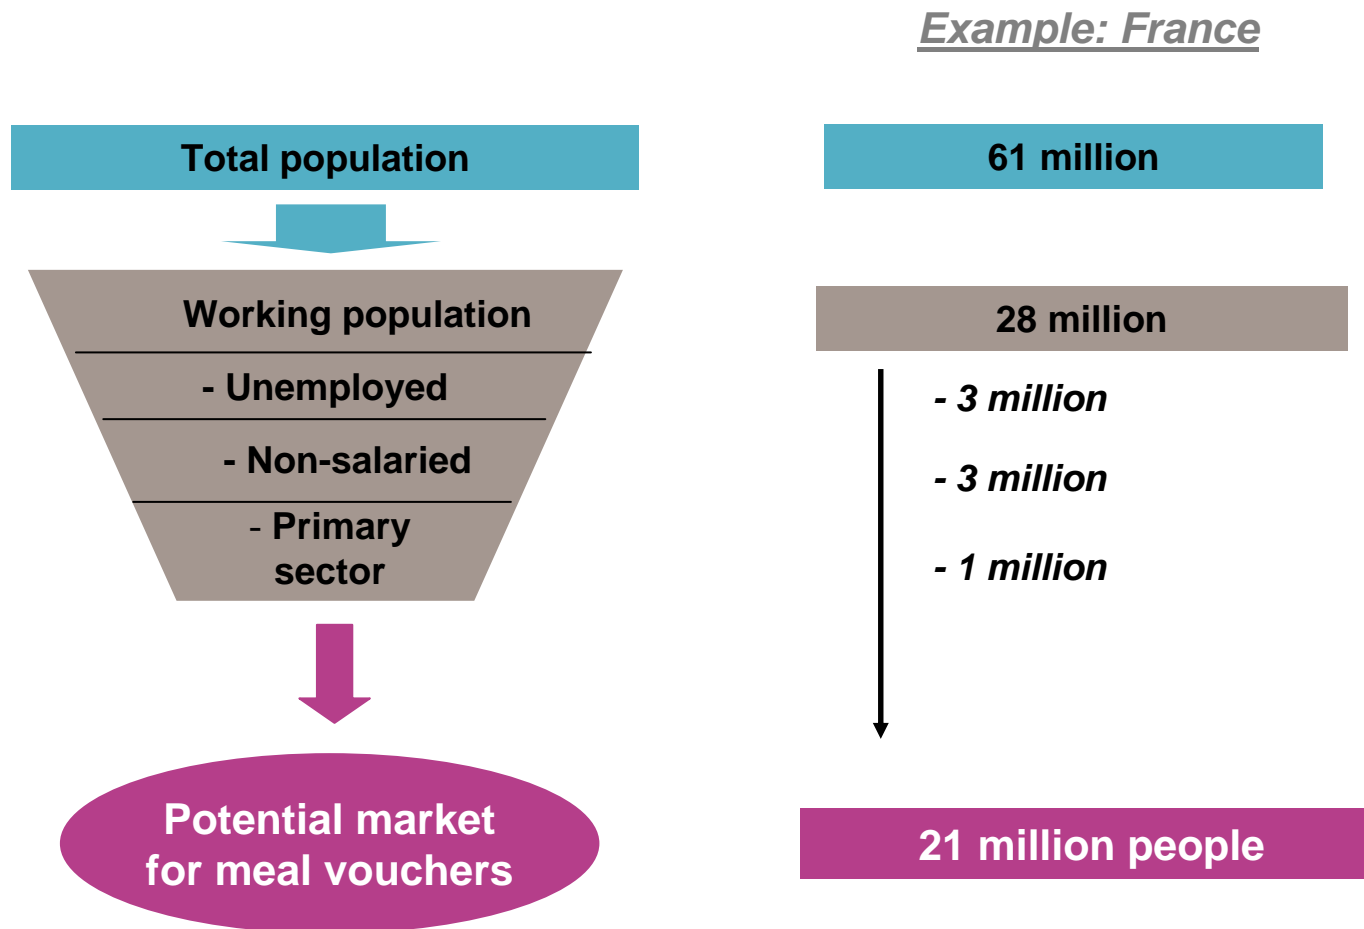 Example: France
Total population
61 million
Working population
28 million
- Unemployed
- 3 million
- Non-salaried
- 3 million
- Primary
sector
- 1 million
Potential market
for meal vouchers
21 million people